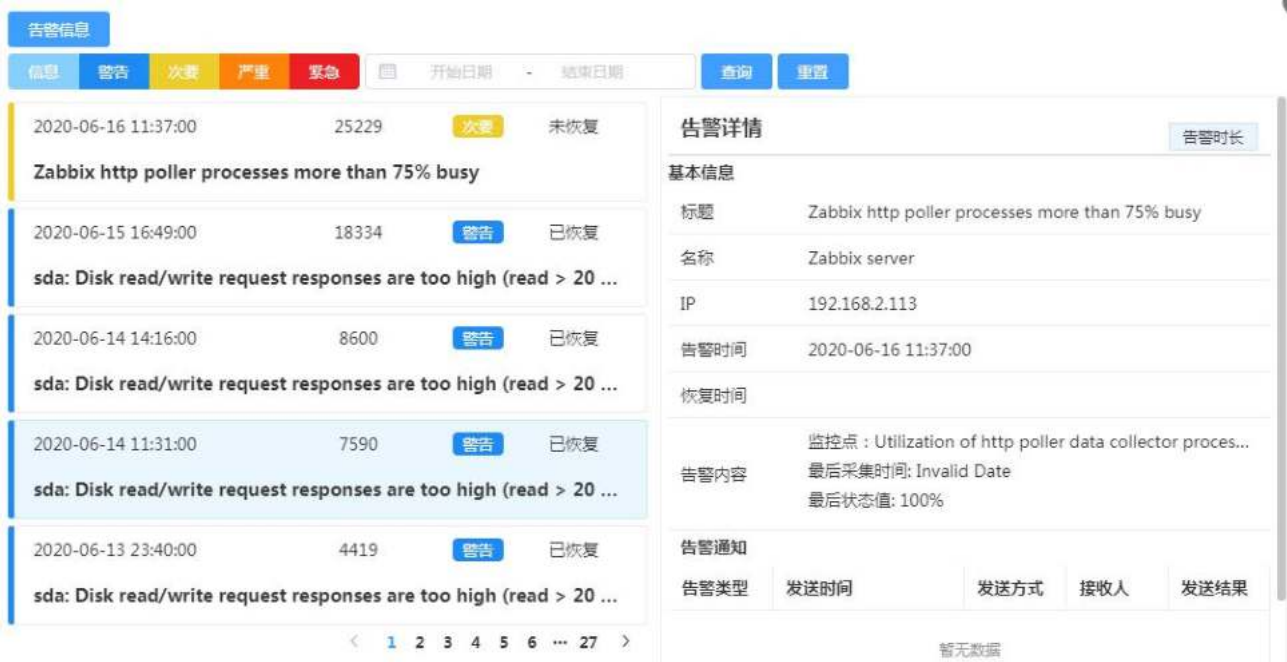 告警信息
信息 警告 次要 严重 紧急 开始日期 - 结束日期 查询 重置
2020-06-16 11:37:00 25229 次要 未恢复
Zabbix http poller processes more than 75% busy
2020-06-15 16:49:00 18334 警告 已恢复
sda: Disk read/write request responses are too high (read > 20 ...
2020-06-14 14:16:00 8600 警告 已恢复
sda: Disk read/write request responses are too high (read > 20 ...
2020-06-14 11:31:00 7590 警告 已恢复
sda: Disk read/write request responses are too high (read > 20 ...
2020-06-13 23:40:00 4419 警告 已恢复
sda: Disk read/write request responses are too high (read > 20 ...
< 1 2 3 4 5 6 ... 27 >
告警详情 告警时长
基本信息
标题 Zabbix http poller processes more than 75% busy
名称 Zabbix server
IP 192.168.2.113
告警时间 2020-06-16 11:37:00
恢复时间
告警内容 监控点：Utilization of http poller data collector proces...
最后采集时间: Invalid Date
最后状态值: 100%
告警通知
告警类型 发送时间 发送方式 接收人 发送结果
暂无数据